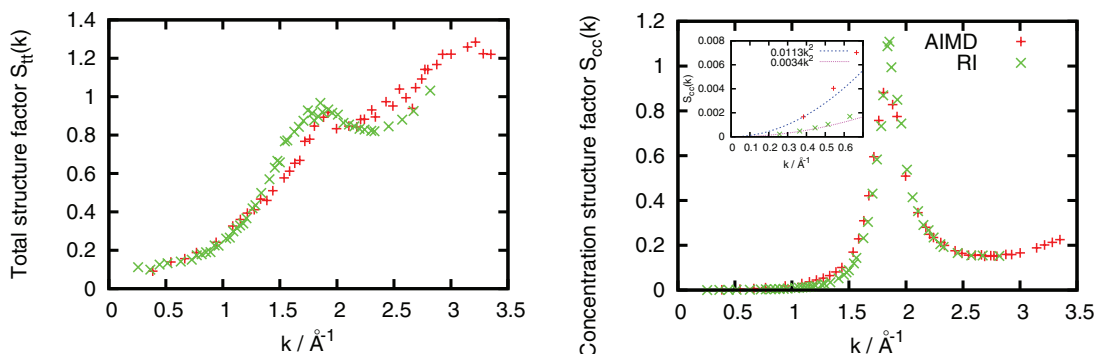 Total structure factor S_tt(k)
1.4
1.2
1
0.8
0.6
0.4
0.2
0
0 0.5 1 1.5 2 2.5 3 3.5
k / Å⁻¹
Concentration structure factor S_cc(k)
1.2
1
0.8
0.6
0.4
0.2
0
0 0.5 1 1.5 2 2.5 3 3.5
k / Å⁻¹
AIMD
RI
S_cc(k)
0.008
0.006
0.004
0.002
0
0 0.1 0.2 0.3 0.4 0.5 0.6
k / Å⁻¹
0.0113k²
0.0034k²